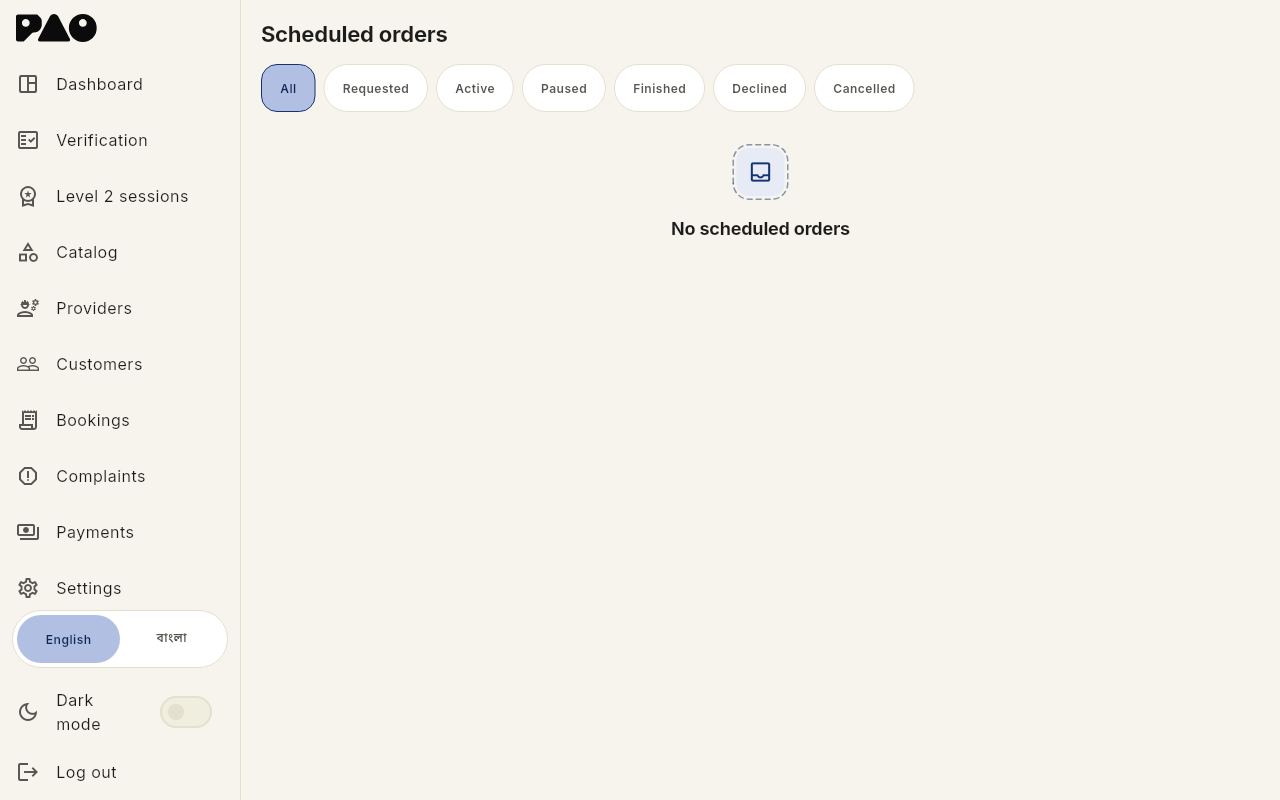 PAO
Dashboard
Verification
Level 2 sessions
Catalog
Providers
Customers
Bookings
Complaints
Payments
Settings
English
বাংলা
Dark
mode
Log out
Scheduled orders
All
Requested
Active
Paused
Finished
Declined
Cancelled
No scheduled orders